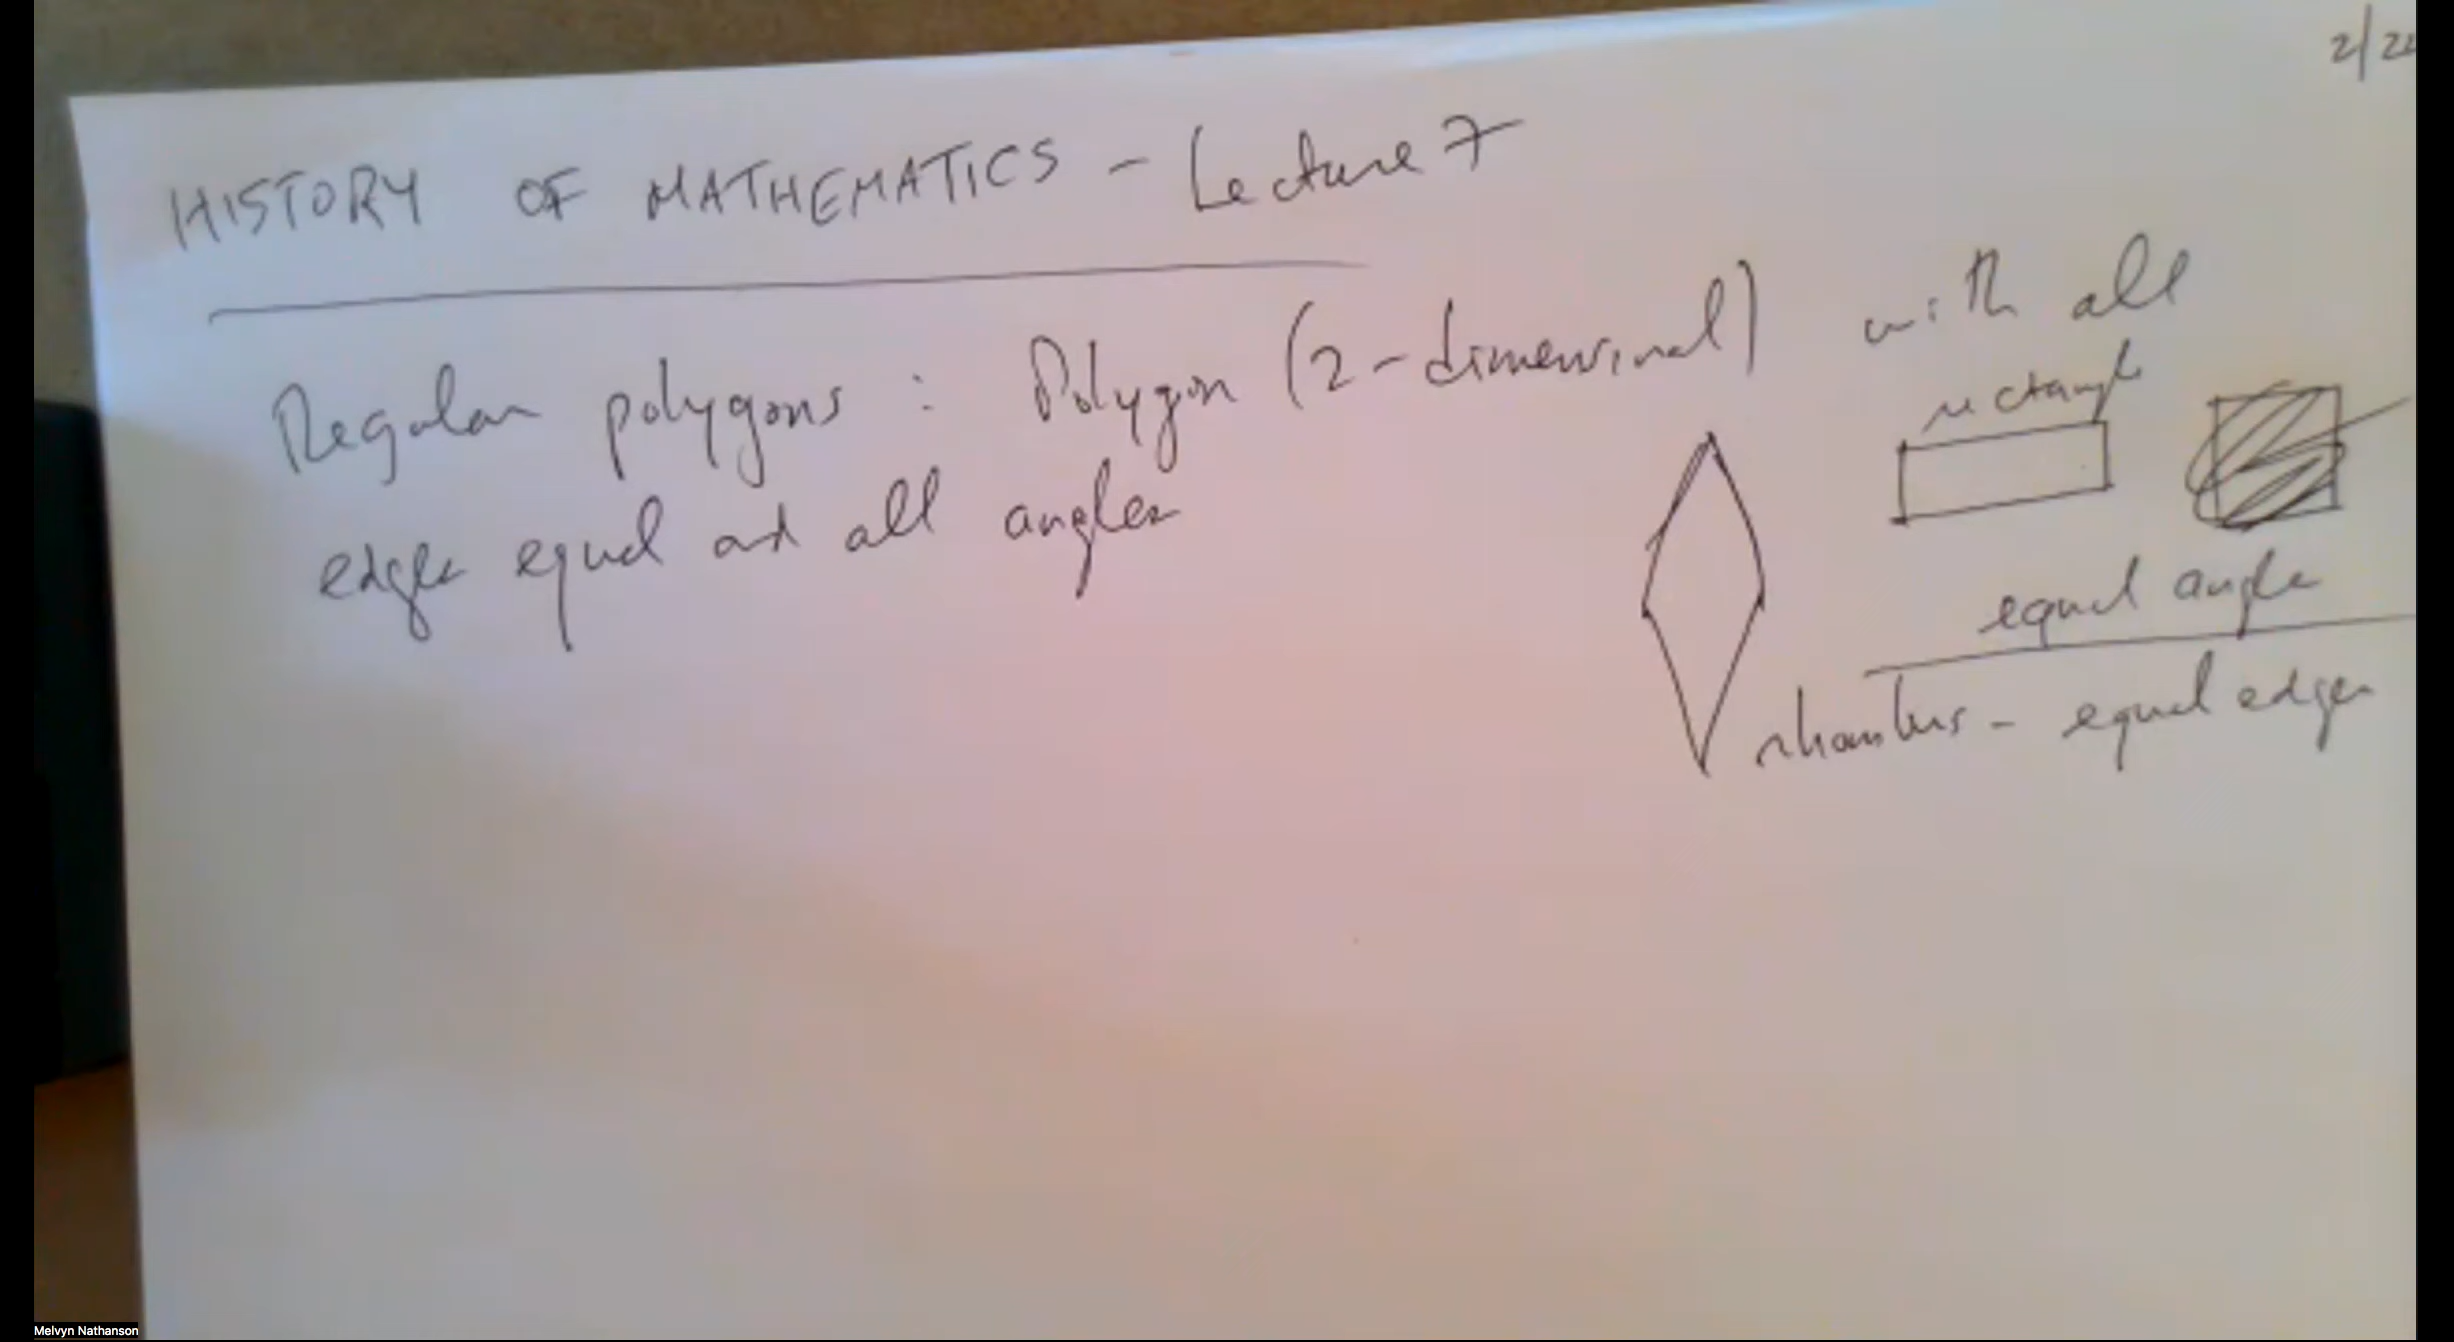 2/22
HISTORY OF MATHEMATICS - Lecture 7
Regular polygons : Polygon (2-dimensional) with all
edges equal and all angles
rectangle
equal angle
rhombus - equal edges
Melvyn Nathanson